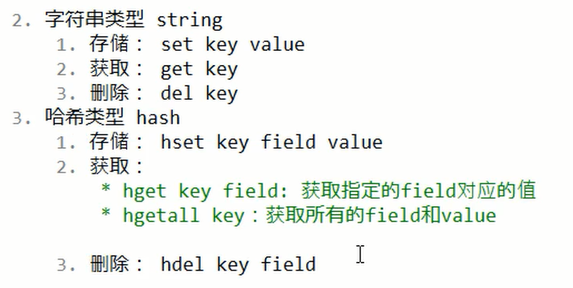 2. 字符串类型 string
1. 存储： set key value
2. 获取： get key
3. 删除： del key
3. 哈希类型 hash
1. 存储： hset key field value
2. 获取：
* hget key field: 获取指定的field对应的值
* hgetall key：获取所有的field和value
3. 删除： hdel key field